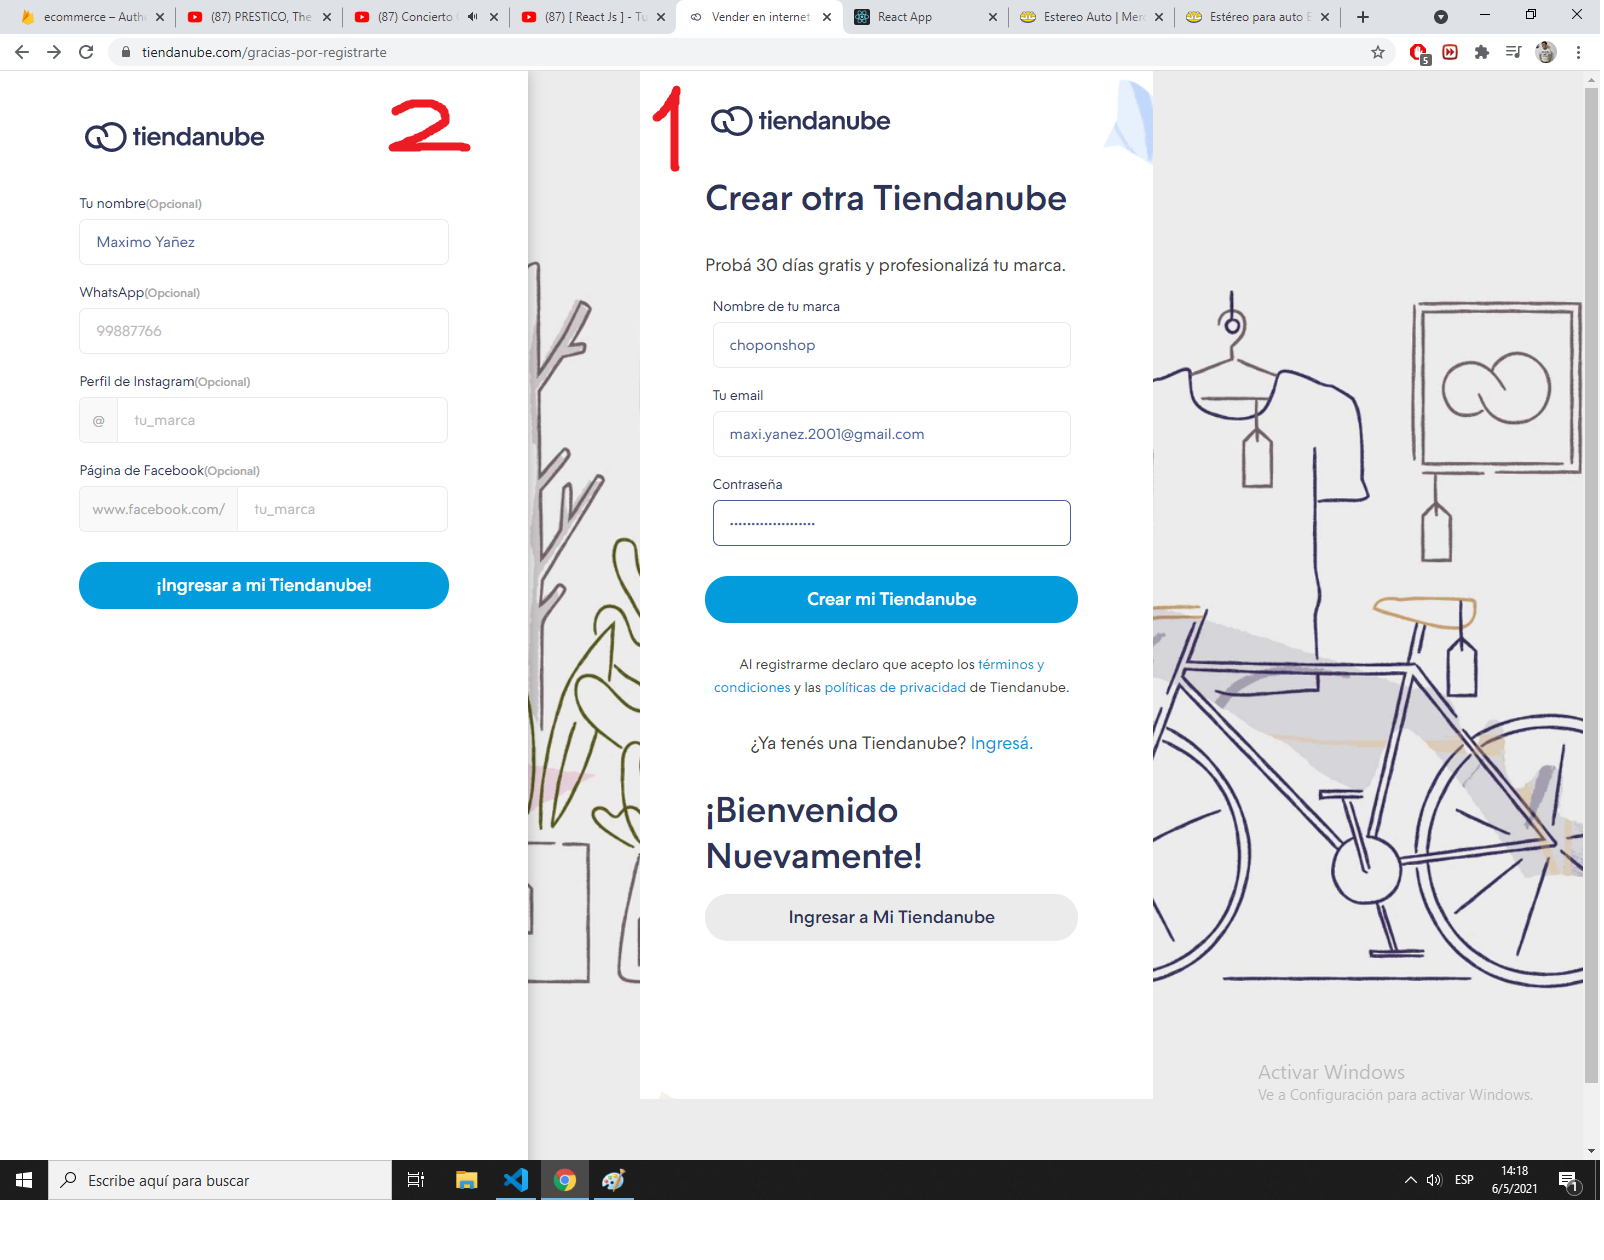 ecommerce – Auth
(87) PRESTICO, The
(87) Concierto
(87) [ React Js ] - Tu
Vender en internet
React App
Estereo Auto | Merc
Estéreo para auto E
tiendanube.com/gracias-por-registrarte
5
2
tiendanube
Tu nombre(Opcional)
Maximo Yañez
WhatsApp(Opcional)
99887766
Perfil de Instagram(Opcional)
@ tu_marca
Página de Facebook(Opcional)
www.facebook.com/ tu_marca
¡Ingresar a mi Tiendanube!
1
tiendanube
Crear otra Tiendanube
Probá 30 días gratis y profesionalizá tu marca.
Nombre de tu marca
choponshop
Tu email
maxi.yanez.2001@gmail.com
Contraseña
Crear mi Tiendanube
Al registrarme declaro que acepto los términos y
condiciones y las políticas de privacidad de Tiendanube.
¿Ya tenés una Tiendanube? Ingresá.
¡Bienvenido
Nuevamente!
Ingresar a Mi Tiendanube
Activar Windows
Ve a Configuración para activar Windows.
Escribe aquí para buscar
ESP
14:18
6/5/2021
1